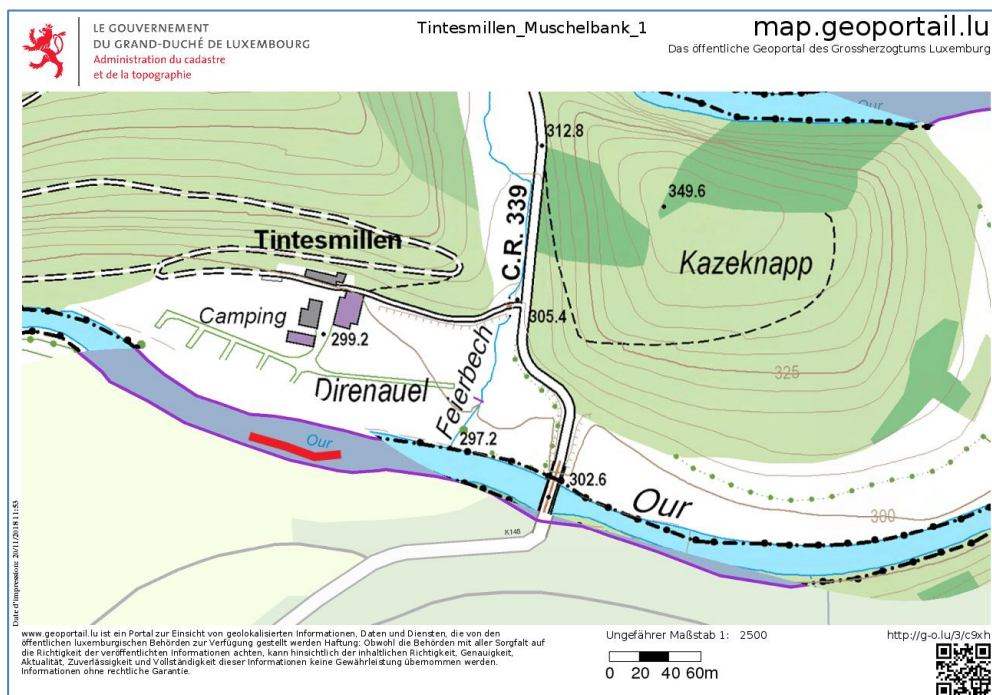 LE GOUVERNEMENT
DU GRAND-DUCHÉ DE LUXEMBOURG
Administration du cadastre
et de la topographie
Tintesmillen_Muschelbank_1
map.geoportail.lu
Das öffentliche Geoportal des Grossherzogtums Luxemburg
Our
312.8
349.6
C.R. 339
Tintesmillen
Kazeknapp
Camping
305.4
299.2
325
Direnauel
Feierbech
297.2
Our
302.6
Our
300
K146
Date d'impression: 20/11/2018 11:53
www.geoportail.lu ist ein Portal zur Einsicht von geolokalisierten Informationen, Daten und Diensten, die von den
öffentlichen luxemburgischen Behörden zur Verfügung gestellt werden Haftung: Obwohl die Behörden mit aller Sorgfalt auf
die Richtigkeit der veröffentlichten Informationen achten, kann hinsichtlich der inhaltlichen Richtigkeit, Genauigkeit,
Aktualität, Zuverlässigkeit und Vollständigkeit dieser Informationen keine Gewährleistung übernommen werden.
Informationen ohne rechtliche Garantie.
Ungefährer Maßstab 1: 2500
0 20 40 60m
http://g-o.lu/3/c9xh